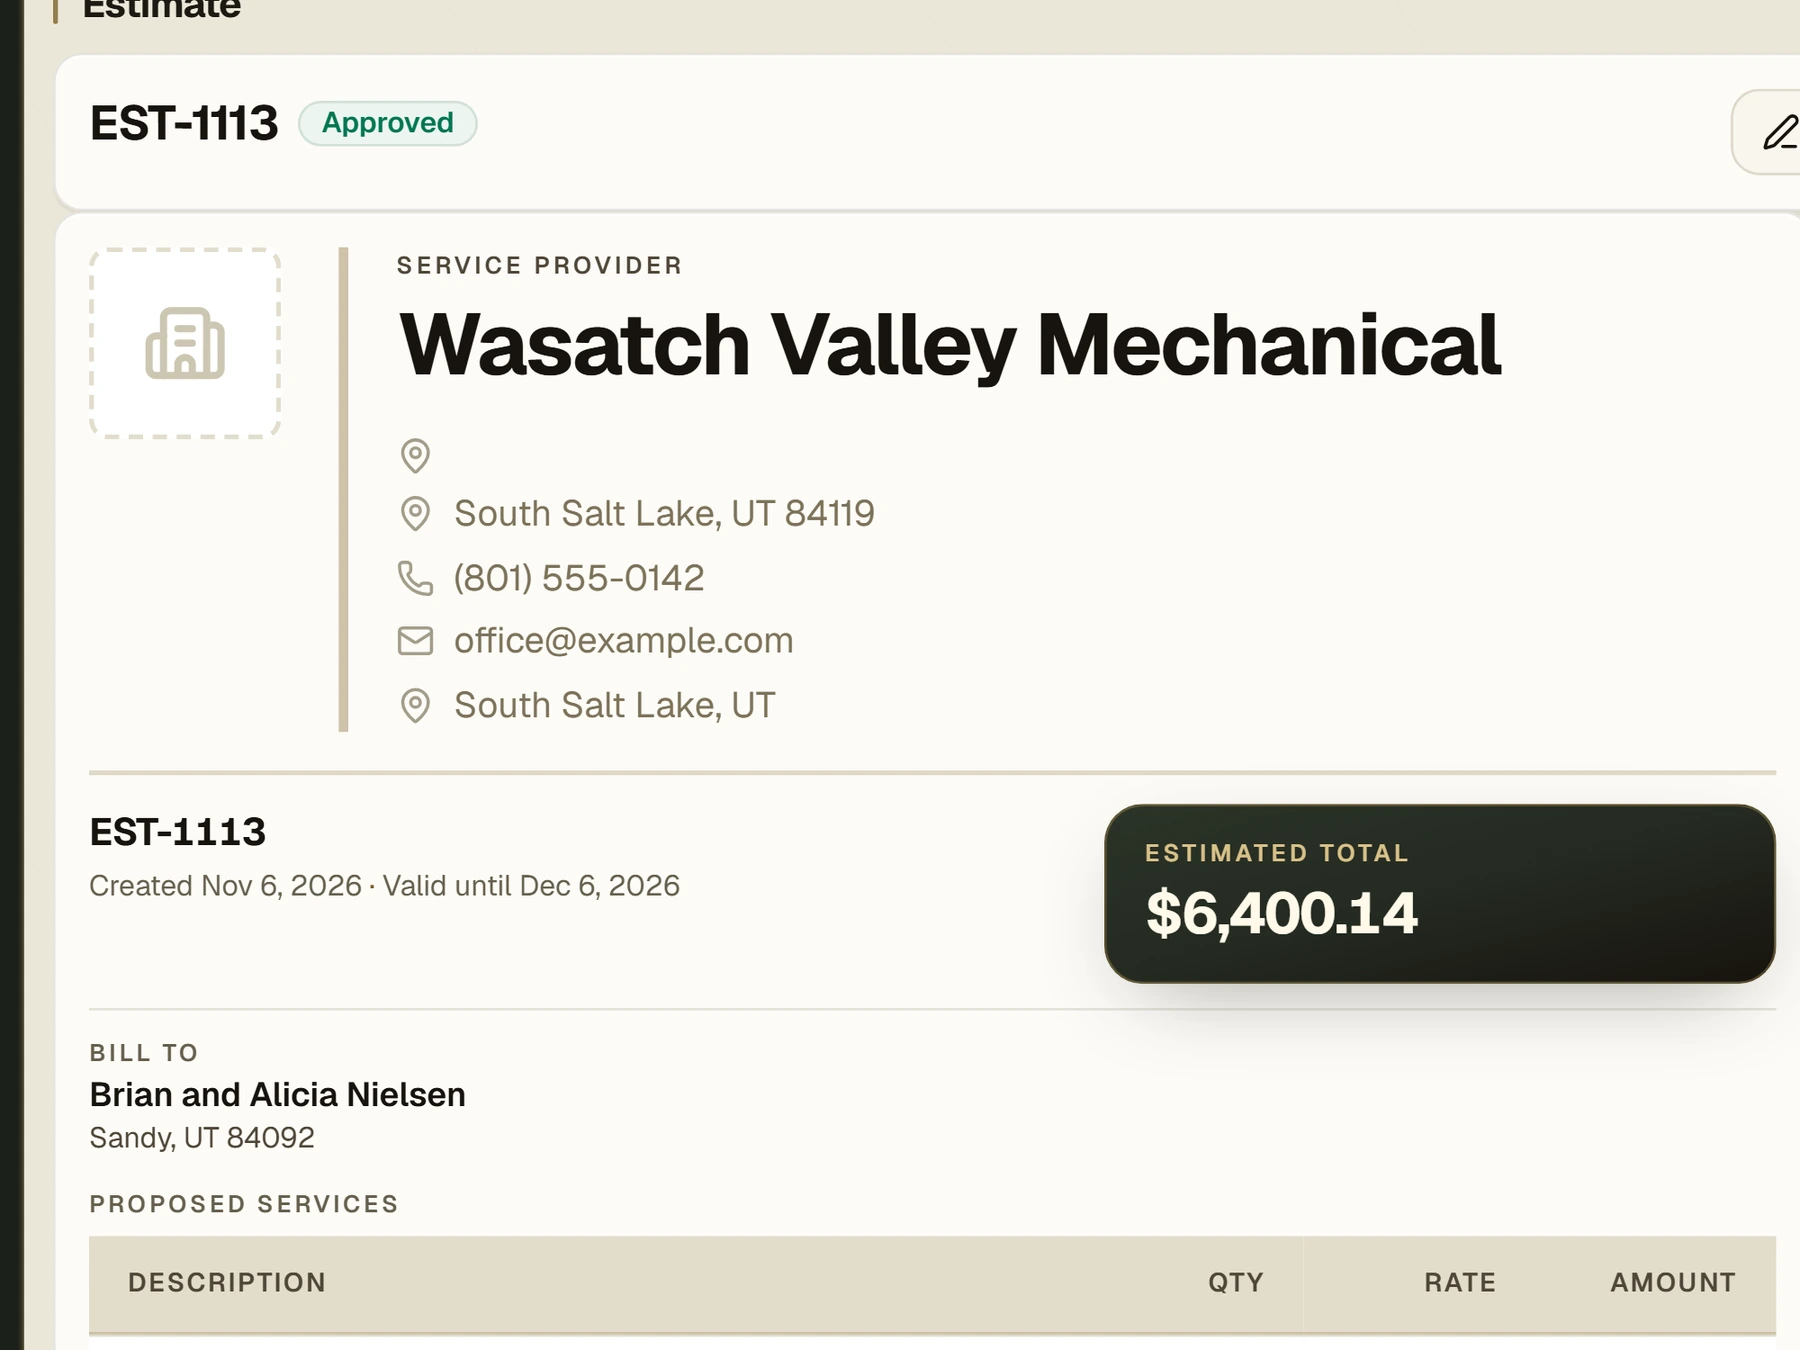 Estimate
EST-1113 Approved
SERVICE PROVIDER
Wasatch Valley Mechanical
South Salt Lake, UT 84119
(801) 555-0142
office@example.com
South Salt Lake, UT
EST-1113
Created Nov 6, 2026 · Valid until Dec 6, 2026
ESTIMATED TOTAL
$6,400.14
BILL TO
Brian and Alicia Nielsen
Sandy, UT 84092
PROPOSED SERVICES
DESCRIPTION QTY RATE AMOUNT